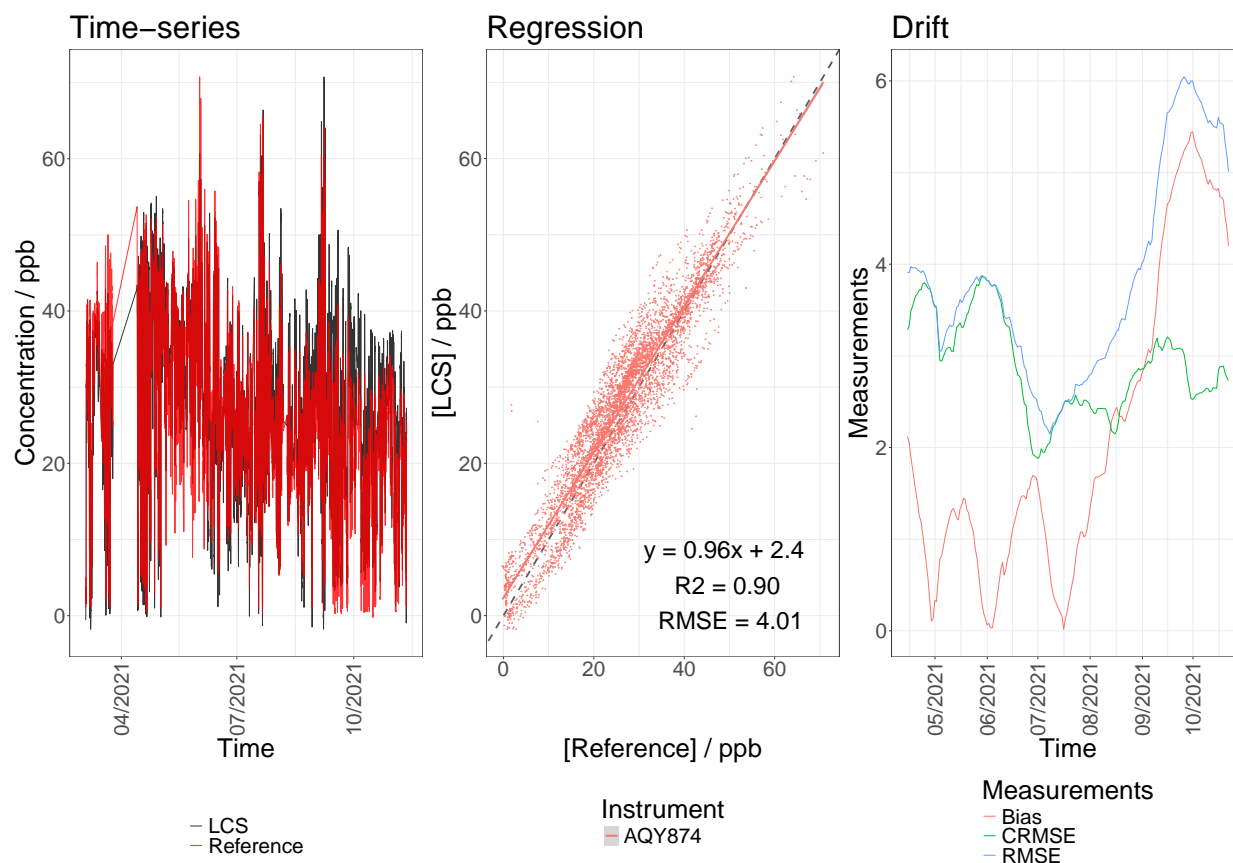 Time−series
Concentration / ppb
60
40
20
0
04/2021
07/2021
10/2021
Time
LCS
Reference
Regression
[LCS] / ppb
60
40
20
0
y = 0.96x + 2.4
R2 = 0.90
RMSE = 4.01
0
20
40
60
[Reference] / ppb
Instrument
AQY874
Drift
Measurements
6
4
2
0
05/2021
06/2021
07/2021
08/2021
09/2021
10/2021
Time
Measurements
Bias
CRMSE
RMSE